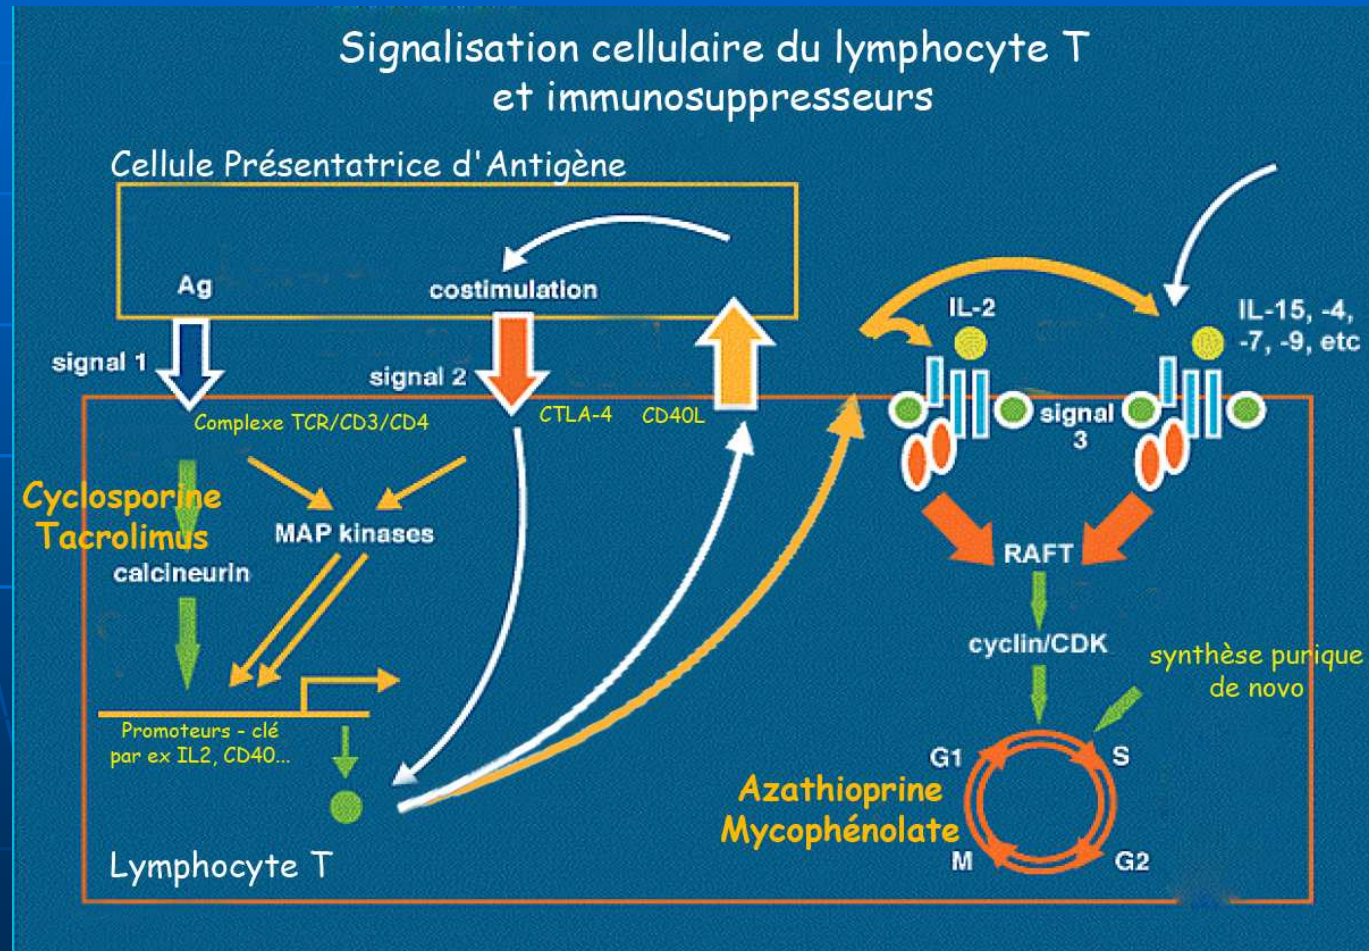 Signalisation cellulaire du lymphocyte T
et immunosuppresseurs
Cellule Présentatrice d'Antigène
Ag
costimulation
signal 1
signal 2
Complexe TCR/CD3/CD4
CTLA-4
CD40L
IL-2
IL-15, -4,
-7, -9, etc
signal
3
Cyclosporine
Tacrolimus
calcineurin
MAP kinases
RAFT
cyclin/CDK
synthèse purique
de novo
Promoteurs - clé
par ex IL2, CD40...
G1
S
M
G2
Azathioprine
Mycophénolate
Lymphocyte T